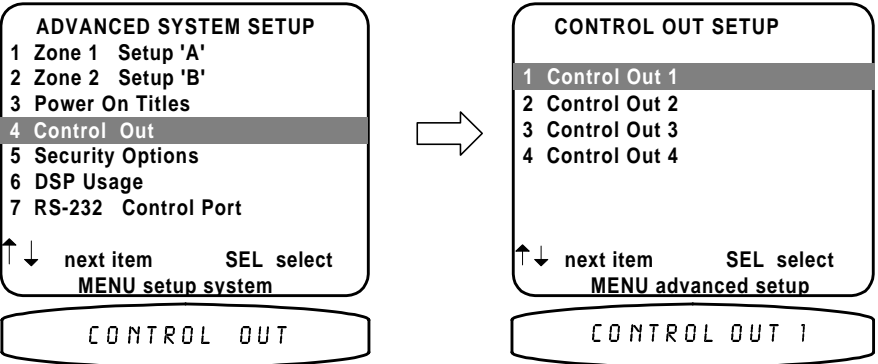 ADVANCED SYSTEM SETUP
1 Zone 1 Setup 'A'
2 Zone 2 Setup 'B'
3 Power On Titles
4 Control Out
5 Security Options
6 DSP Usage
7 RS-232 Control Port
↑↓ next item SEL select
MENU setup system
CONTROL OUT
CONTROL OUT SETUP
1 Control Out 1
2 Control Out 2
3 Control Out 3
4 Control Out 4
↑↓ next item SEL select
MENU advanced setup
CONTROL OUT 1